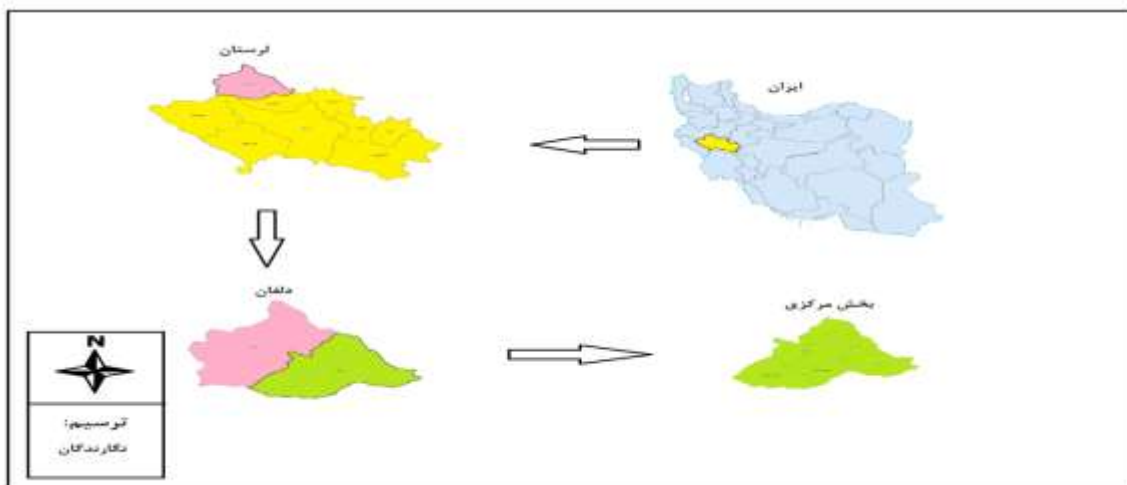 ایران
لرستان
دلفان
بخش مرکزی
N
ترسیم:
نگارندگان